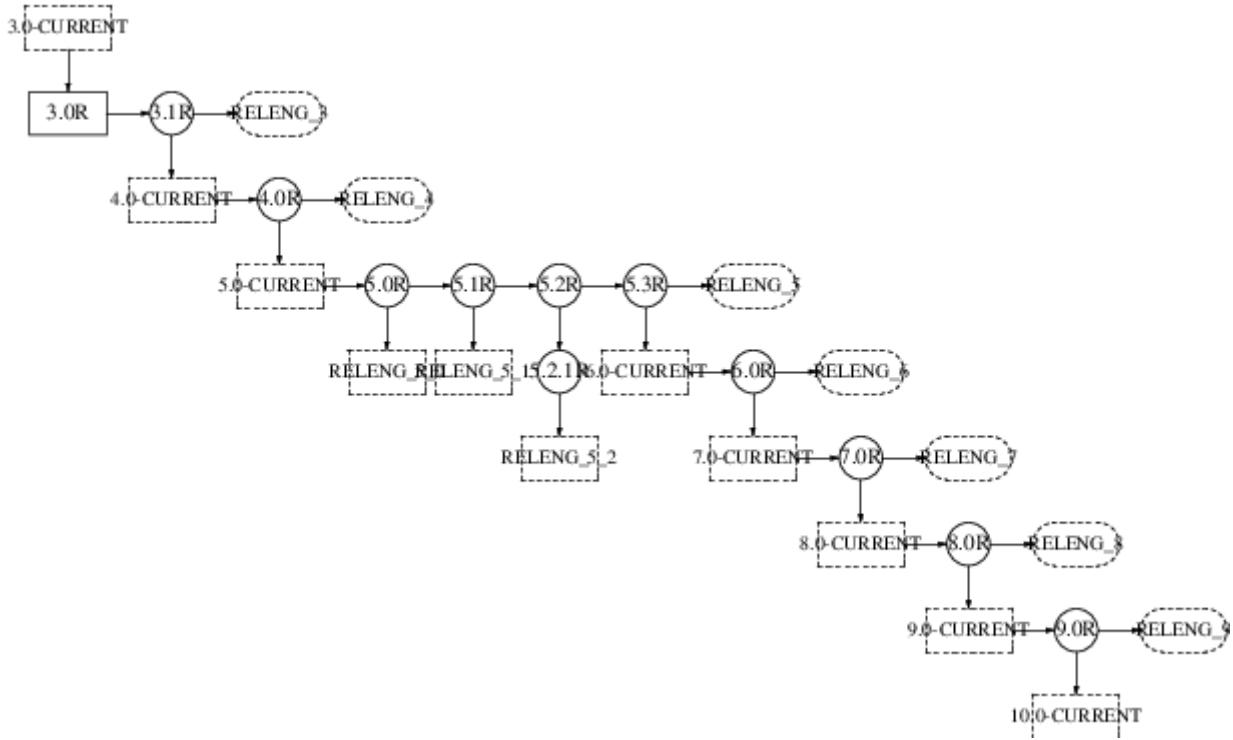 3.0-CURRENT
3.0R
3.1R
RELENG_3
4.0-CURRENT
4.0R
RELENG_4
5.0-CURRENT
5.0R
5.1R
5.2R
5.3R
RELENG_5
RELENG_5_1
5.2.1R
6.0-CURRENT
6.0R
RELENG_6
RELENG_5_2
7.0-CURRENT
7.0R
RELENG_7
8.0-CURRENT
8.0R
RELENG_8
9.0-CURRENT
9.0R
RELENG_9
10.0-CURRENT